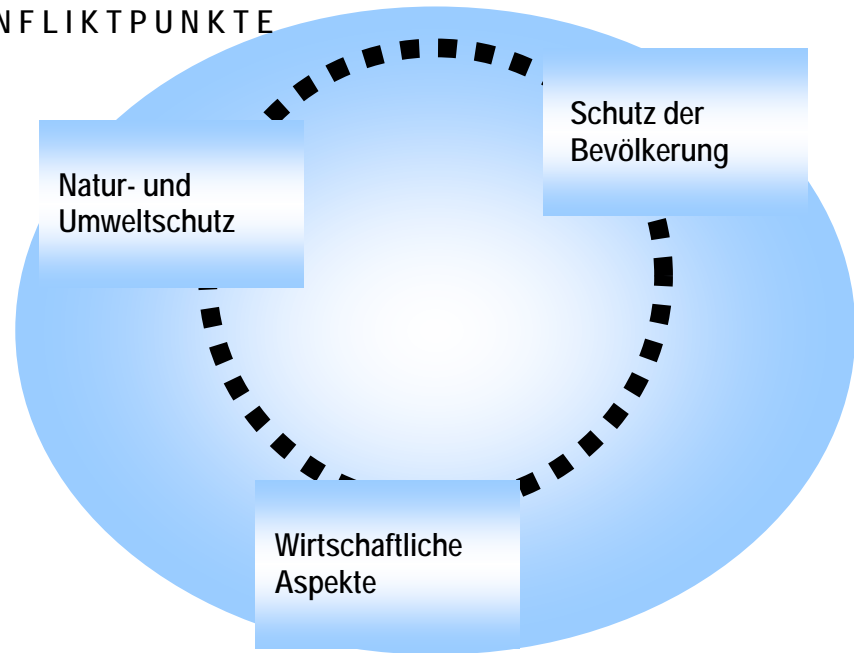 NFLIKTPUNKTE
Schutz der
Bevölkerung
Natur- und
Umweltschutz
Wirtschaftliche
Aspekte